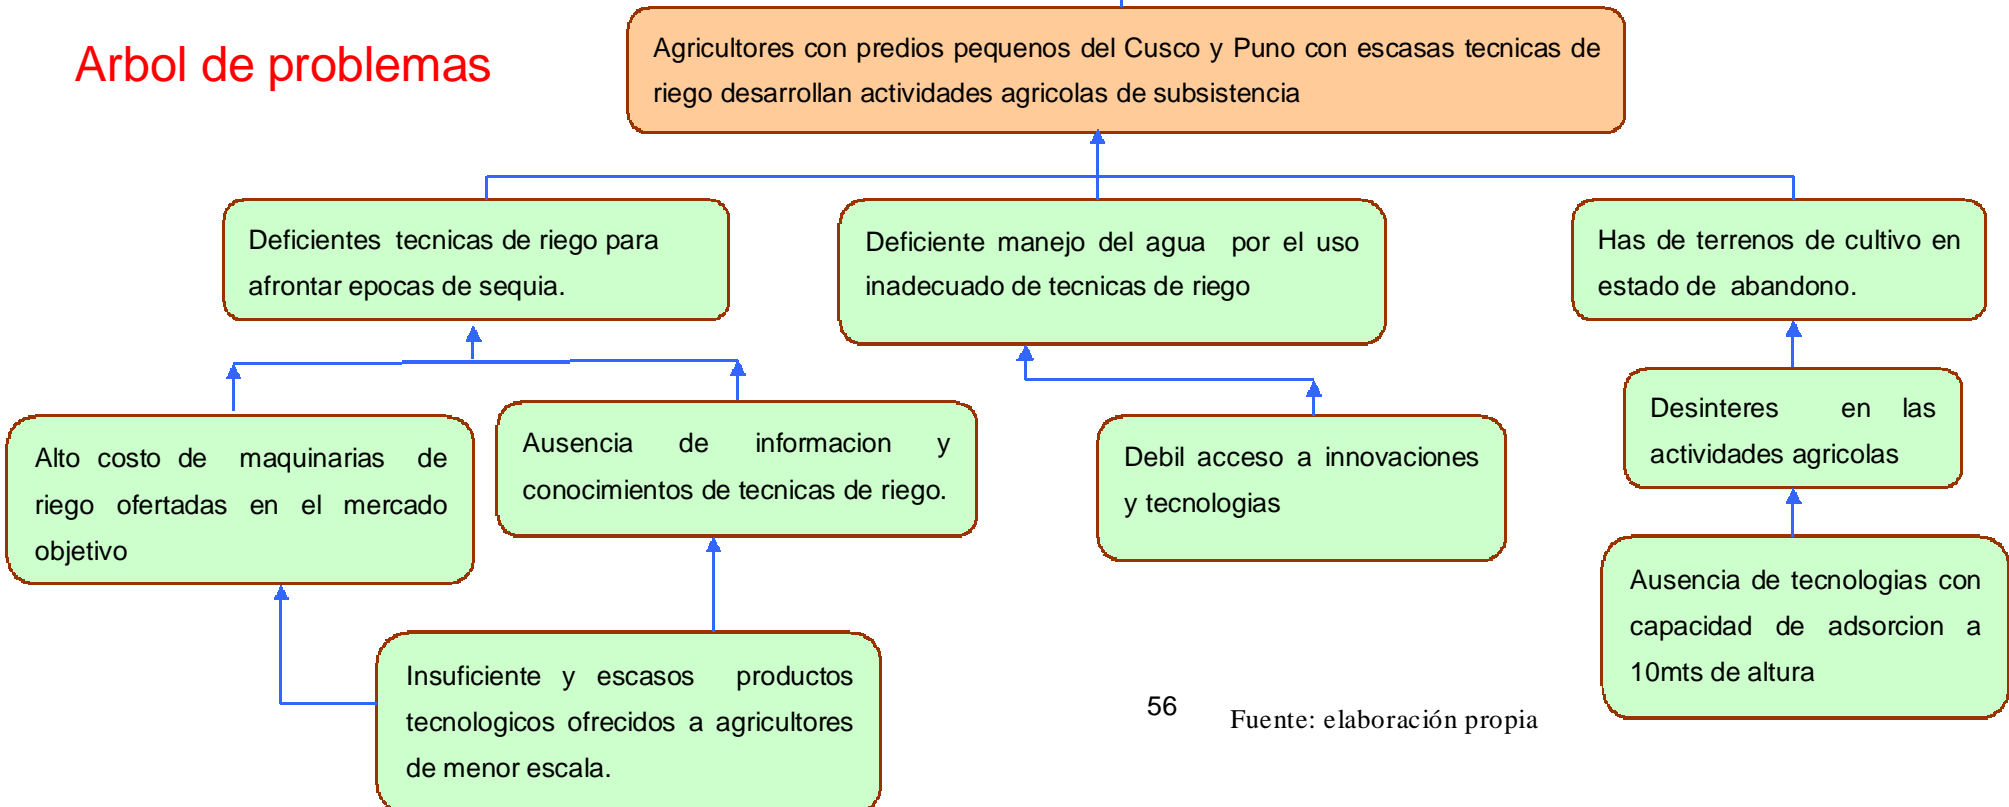 Arbol de problemas
Agricultores con predios pequenos del Cusco y Puno con escasas tecnicas de
riego desarrollan actividades agricolas de subsistencia
Deficientes tecnicas de riego para
afrontar epocas de sequia.
Deficiente manejo del agua por el uso
inadecuado de tecnicas de riego
Has de terrenos de cultivo en
estado de abandono.
Alto costo de maquinarias de
riego ofertadas en el mercado
objetivo
Ausencia de informacion y
conocimientos de tecnicas de riego.
Debil acceso a innovaciones
y tecnologias
Desinteres en las
actividades agricolas
Insuficiente y escasos productos
tecnologicos ofrecidos a agricultores
de menor escala.
Ausencia de tecnologias con
capacidad de adsorcion a
10mts de altura
56
Fuente: elaboración propia